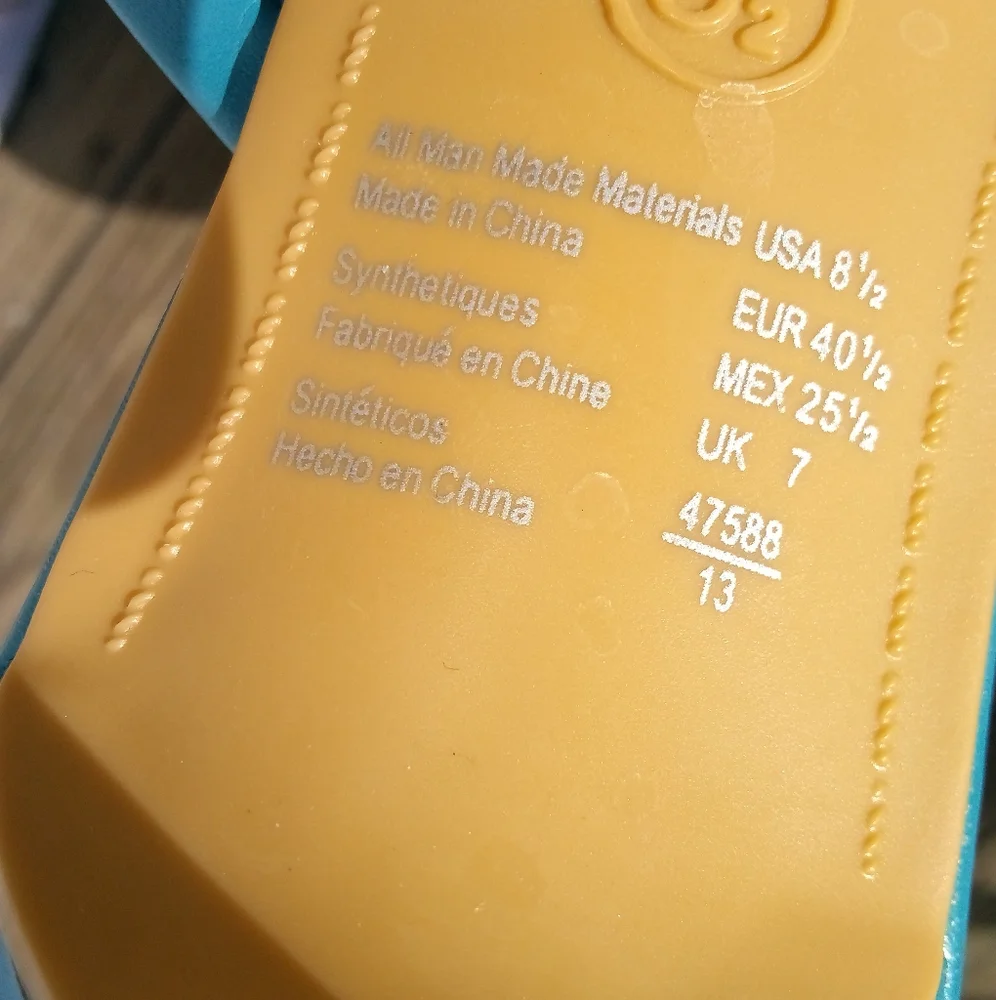 All Man Made Materials USA 8½
Made in China
EUR 40½
Synthetiques
MEX 25½
Fabriqué en Chine
UK 7
Sintéticos
Hecho en China
47588
13